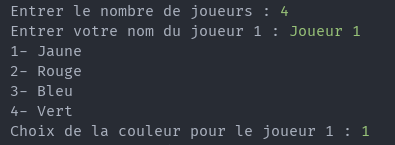 Entrer le nombre de joueurs : 4
Entrer votre nom du joueur 1 : Joueur 1
1- Jaune
2- Rouge
3- Bleu
4- Vert
Choix de la couleur pour le joueur 1 : 1